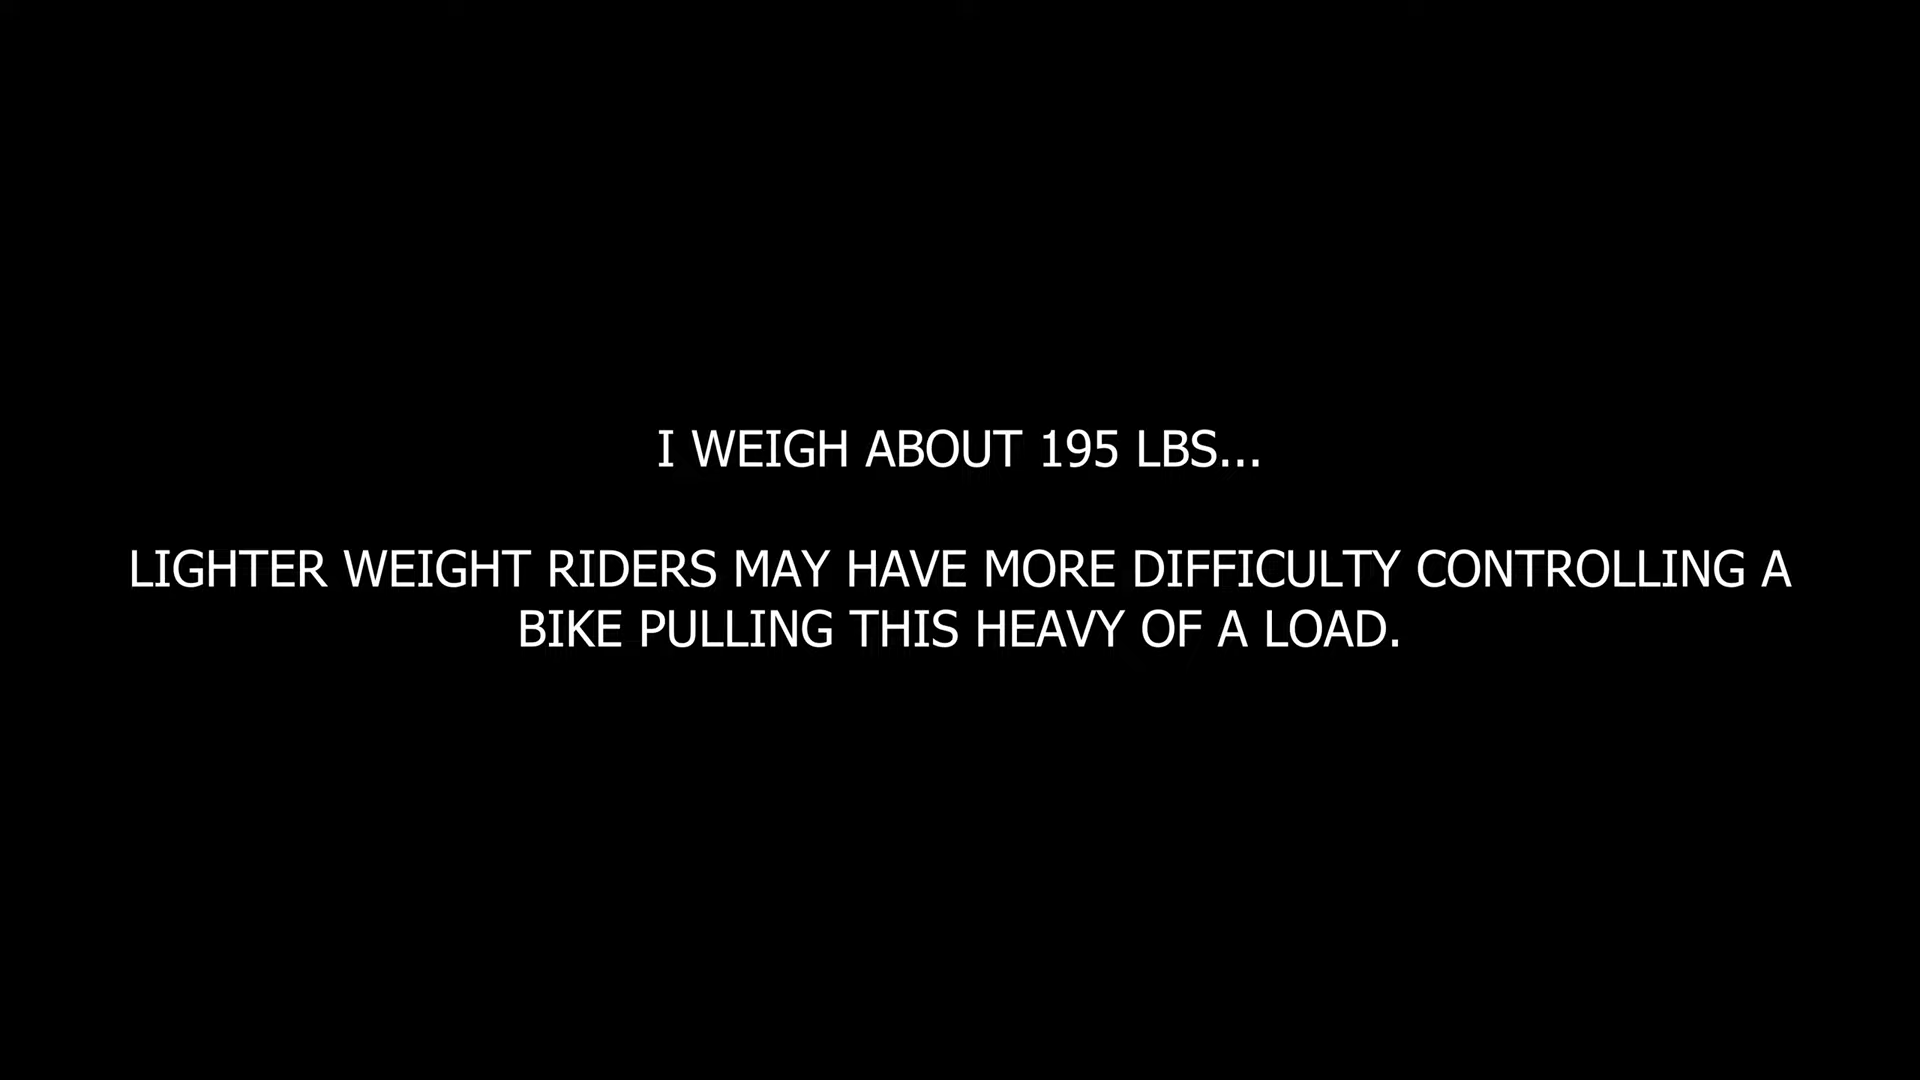 I WEIGH ABOUT 195 LBS...
LIGHTER WEIGHT RIDERS MAY HAVE MORE DIFFICULTY CONTROLLING A
BIKE PULLING THIS HEAVY OF A LOAD.